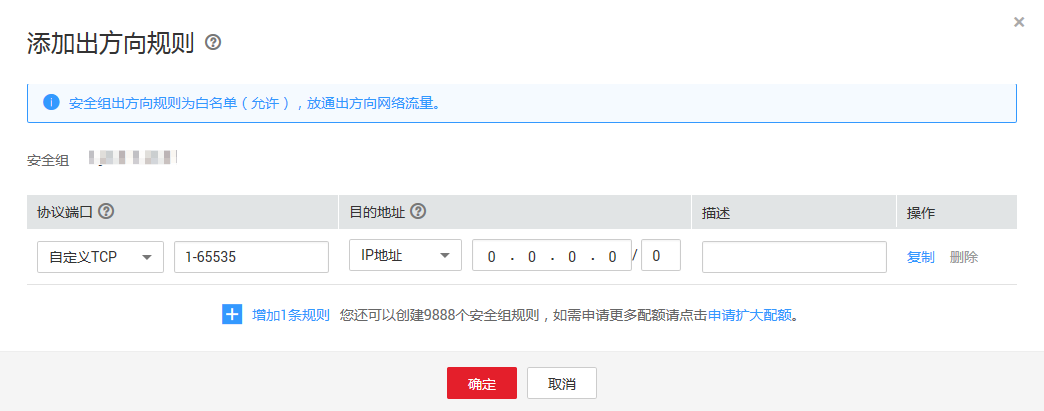 添加出方向规则 ?
×
i 安全组出方向规则为白名单（允许），放通出方向网络流量。
安全组
协议端口 ? 目的地址 ? 描述 操作
自定义TCP 1-65535 IP地址 0 . 0 . 0 . 0 / 0 复制 删除
+ 增加1条规则 您还可以创建9888个安全组规则，如需申请更多配额请点击申请扩大配额。
确定 取消